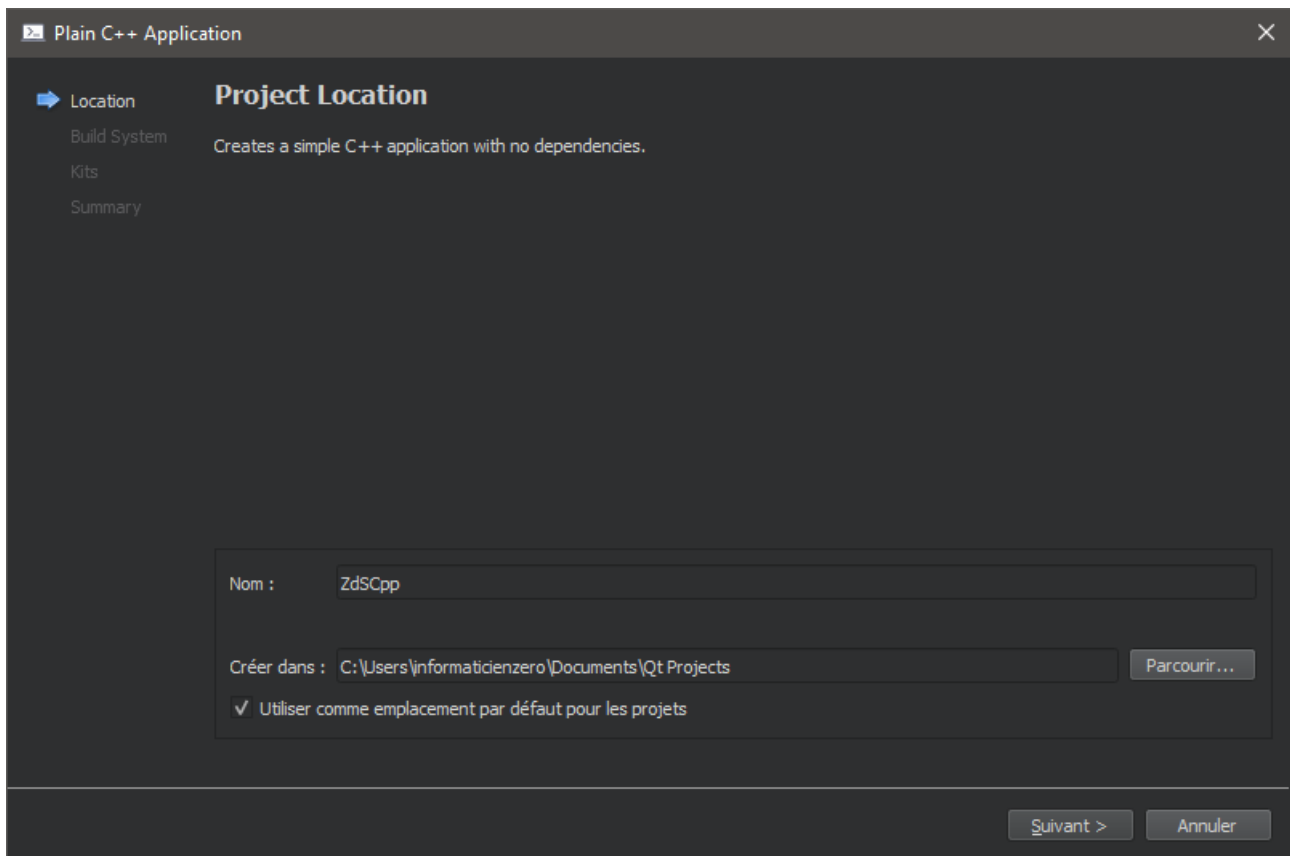 Plain C++ Application
Location
Build System
Kits
Summary
Project Location
Creates a simple C++ application with no dependencies.
Nom : ZdSCpp
Créer dans : C:\Users\informaticienzero\Documents\Qt Projects Parcourir...
Utiliser comme emplacement par défaut pour les projets
Suivant > Annuler